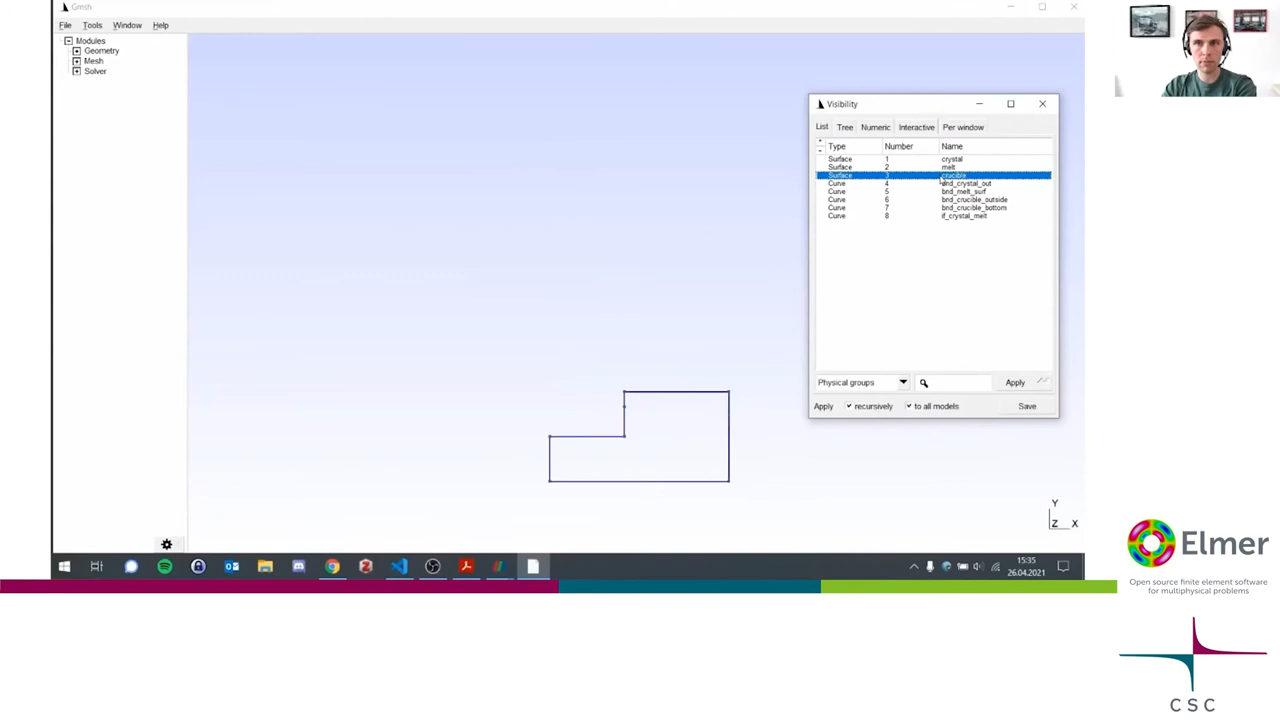 Gmsh
File Tools Window Help
Modules
Geometry
Mesh
Solver
Visibility
List Tree Numeric Interactive Per window
Type Number Name
Surface 1 crystal
Surface 2 melt
Surface 3 crucible
Curve 4 bnd_crystal_out
Curve 5 bnd_melt_surf
Curve 6 bnd_crucible_outside
Curve 7 bnd_crucible_bottom
Curve 8 if_crystal_melt
Physical groups Apply
Apply recursively to all models Save
Y
Z X
15:35
26.04.2021
Elmer
Open source finite element software
for multiphysical problems
CSC